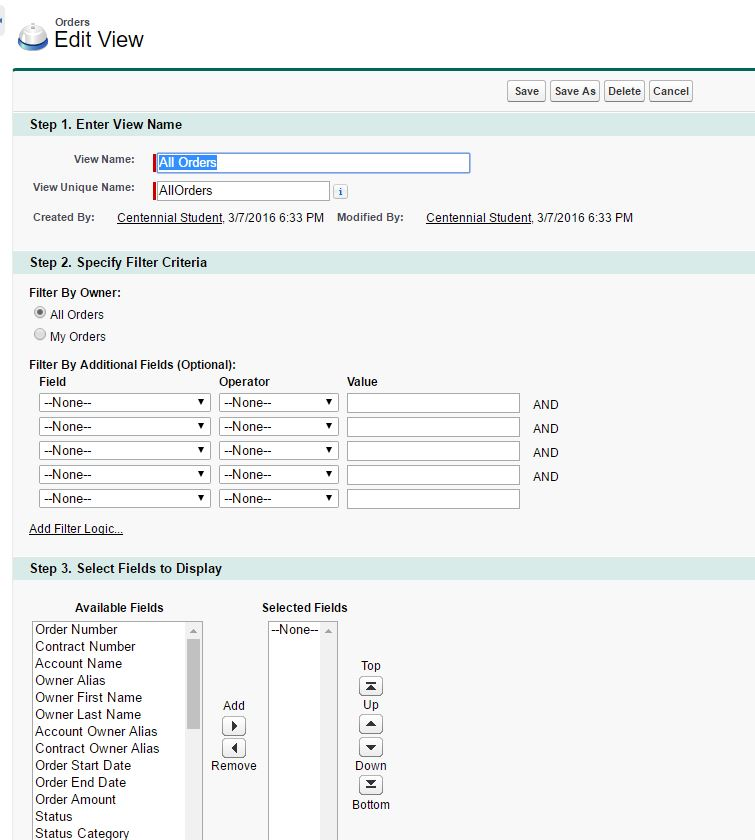 Orders
Edit View
Save Save As Delete Cancel
Step 1. Enter View Name
View Name: All Orders
View Unique Name: AllOrders i
Created By: Centennial Student, 3/7/2016 6:33 PM Modified By: Centennial Student, 3/7/2016 6:33 PM
Step 2. Specify Filter Criteria
Filter By Owner:
All Orders
My Orders
Filter By Additional Fields (Optional):
Field Operator Value
--None-- --None-- AND
--None-- --None-- AND
--None-- --None-- AND
--None-- --None-- AND
--None-- --None--
Add Filter Logic...
Step 3. Select Fields to Display
Available Fields
Order Number
Contract Number
Account Name
Owner Alias
Owner First Name
Owner Last Name
Account Owner Alias
Contract Owner Alias
Order Start Date
Order End Date
Order Amount
Status
Status Category
Add
Remove
Selected Fields
--None--
Top
Up
Down
Bottom